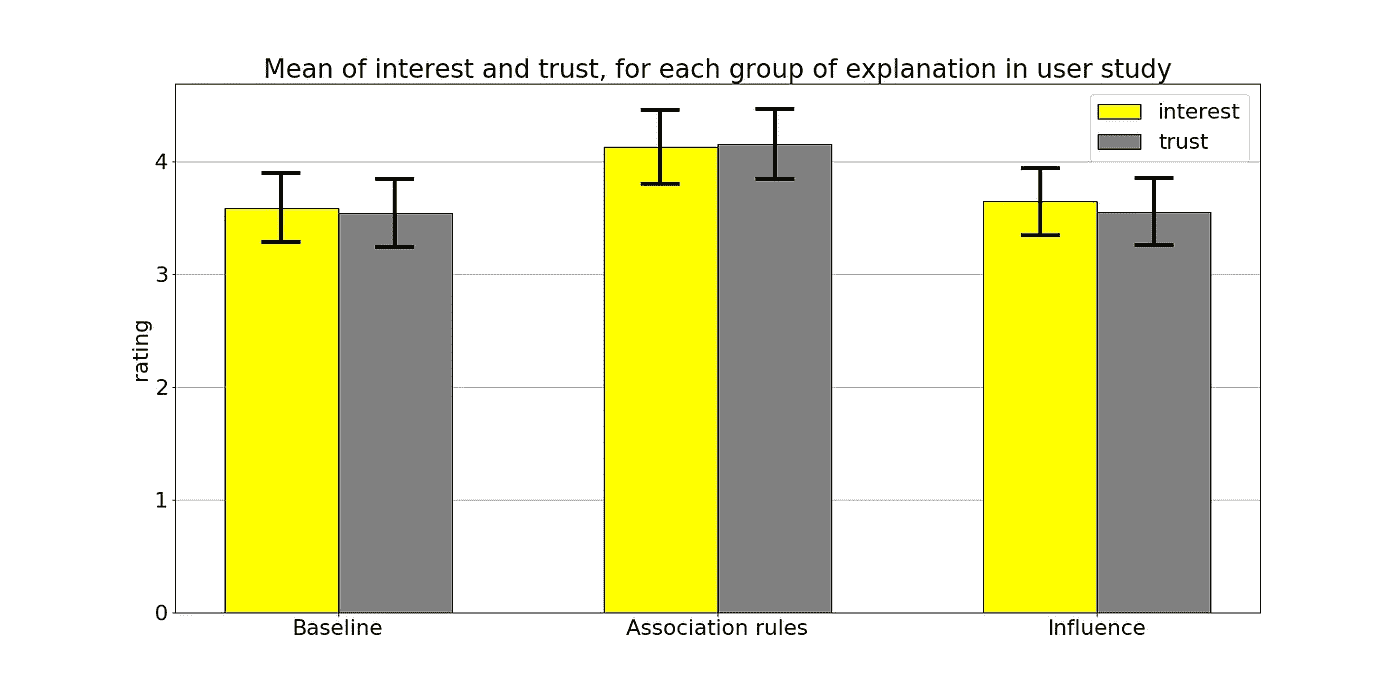 Mean of interest and trust, for each group of explanation in user study
interest
trust
4
3
2
1
0
rating
Baseline
Association rules
Influence